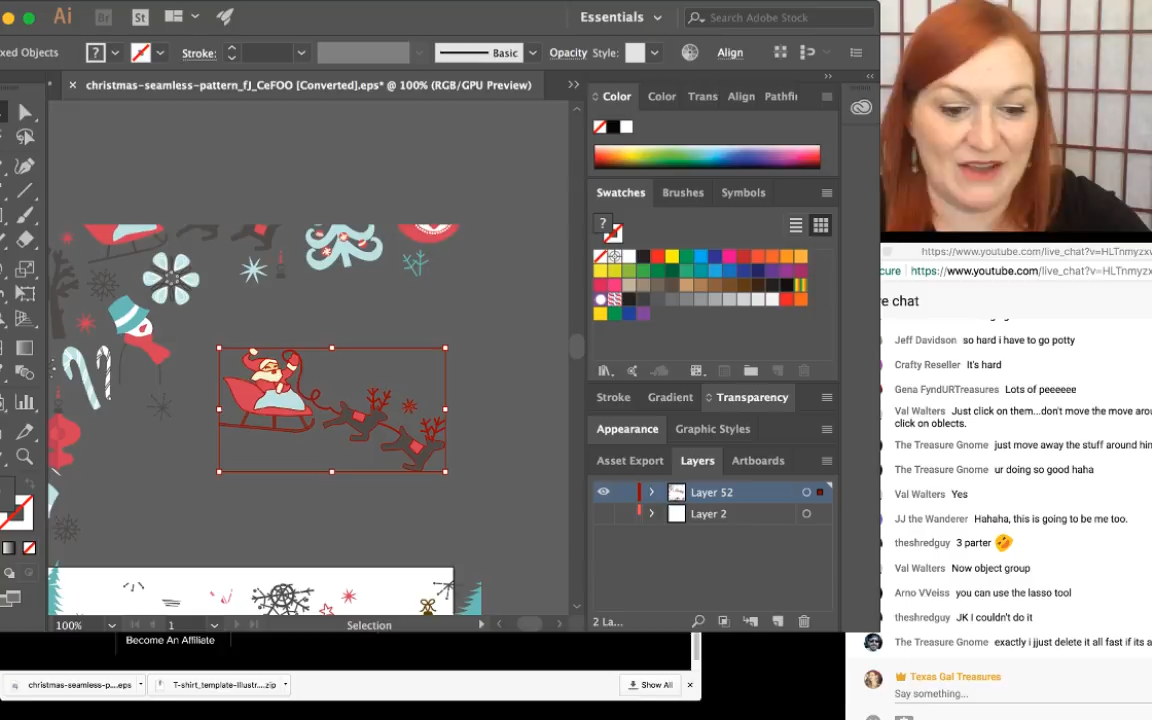 Ai Br St Essentials Search Adobe Stock
xed Objects ? Stroke: Basic Opacity Style: Align
× christmas-seamless-pattern_fJ_CeFOO [Converted].eps* @ 100% (RGB/GPU Preview)
Color Color Trans Align Pathfi
Swatches Brushes Symbols
?
Stroke Gradient Transparency
Appearance Graphic Styles
Asset Export Layers Artboards
Layer 52
Layer 2
2 La...
100% 1 Selection
Become An Affiliate
christmas-seamless-p....eps T-shirt_template-Illustr....zip Show All ×
https://www.youtube.com/live_chat?v=HLTnmyzxv
cure https://www.youtube.com/live_chat?v=HLTnmyzxw
e chat
Jeff Davidson so hard i have to go potty
Crafty Reseller It's hard
Gena FyndURTreasures Lots of peeeeee
Val Walters Just click on them...don't move the move arou
click on olbjects.
The Treasure Gnome just move away the stuff around him
The Treasure Gnome ur doing so good haha
Val Walters Yes
JJ the Wanderer Hahaha, this is going to be me too.
theshredguy 3 parter
Val Walters Now object group
Arno VVeiss you can use the lasso tool
theshredguy JK I couldn't do it
The Treasure Gnome exactly i jjust delete it all fast if its a
Texas Gal Treasures
Say something...